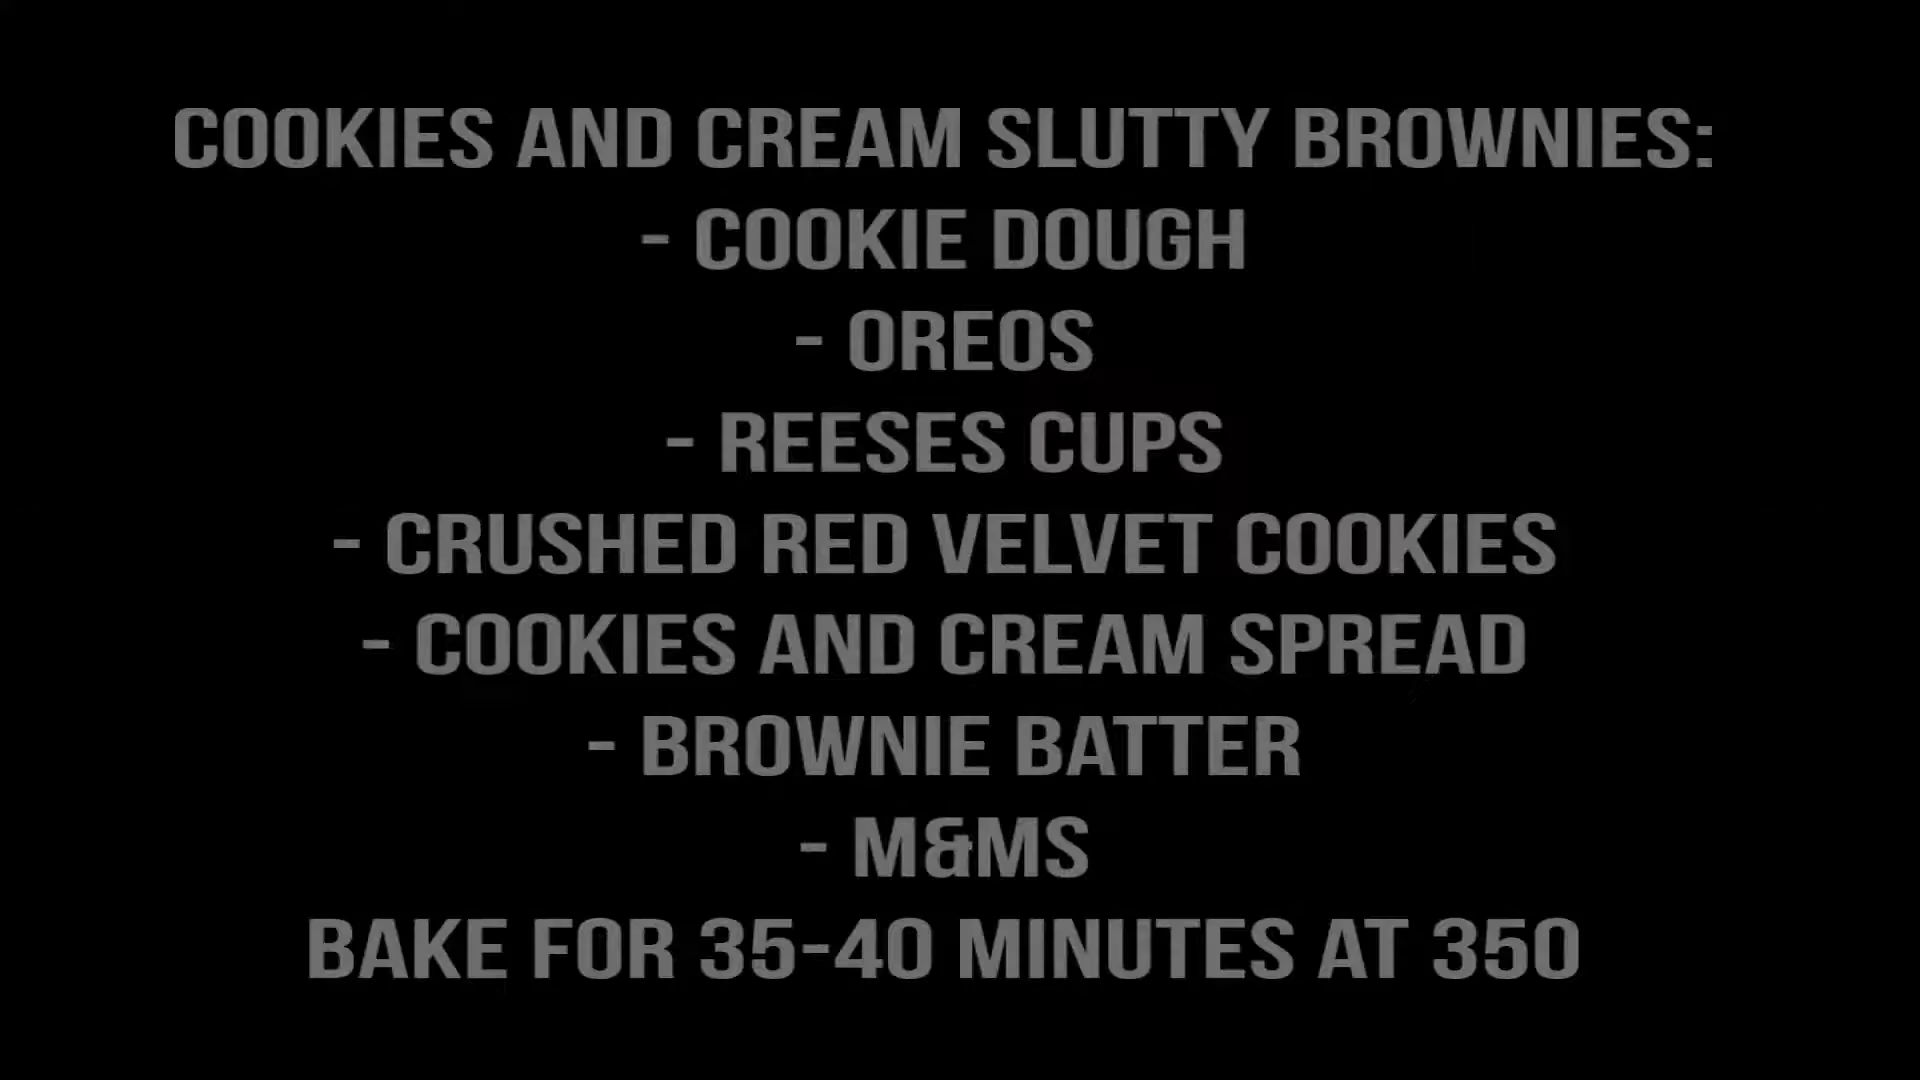 COOKIES AND CREAM SLUTTY BROWNIES:
- COOKIE DOUGH
- OREOS
- REESES CUPS
- CRUSHED RED VELVET COOKIES
- COOKIES AND CREAM SPREAD
- BROWNIE BATTER
- M&MS
BAKE FOR 35-40 MINUTES AT 350